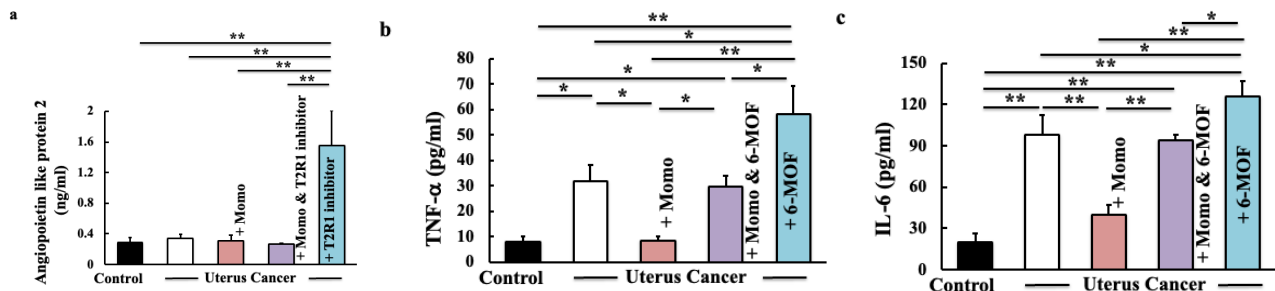 a
**
**
**
**
Angiopoietin like protein 2
(ng/ml)
2
1.6
1.2
0.8
0.4
0
+ Momo
+ Momo & T2R1 inhibitor
+ T2R1 inhibitor
Control
Uterus Cancer
b
**
*
**
*
*
*
*
*
TNF-α (pg/ml)
80
70
60
50
40
30
20
10
0
+ Momo
+ Momo & 6-MOF
+ 6-MOF
Control
Uterus Cancer
c
*
**
*
**
**
**
**
**
IL-6 (pg/ml)
150
120
90
60
30
0
+ Momo
+ Momo & 6-MOF
+ 6-MOF
Control
Uterus Cancer